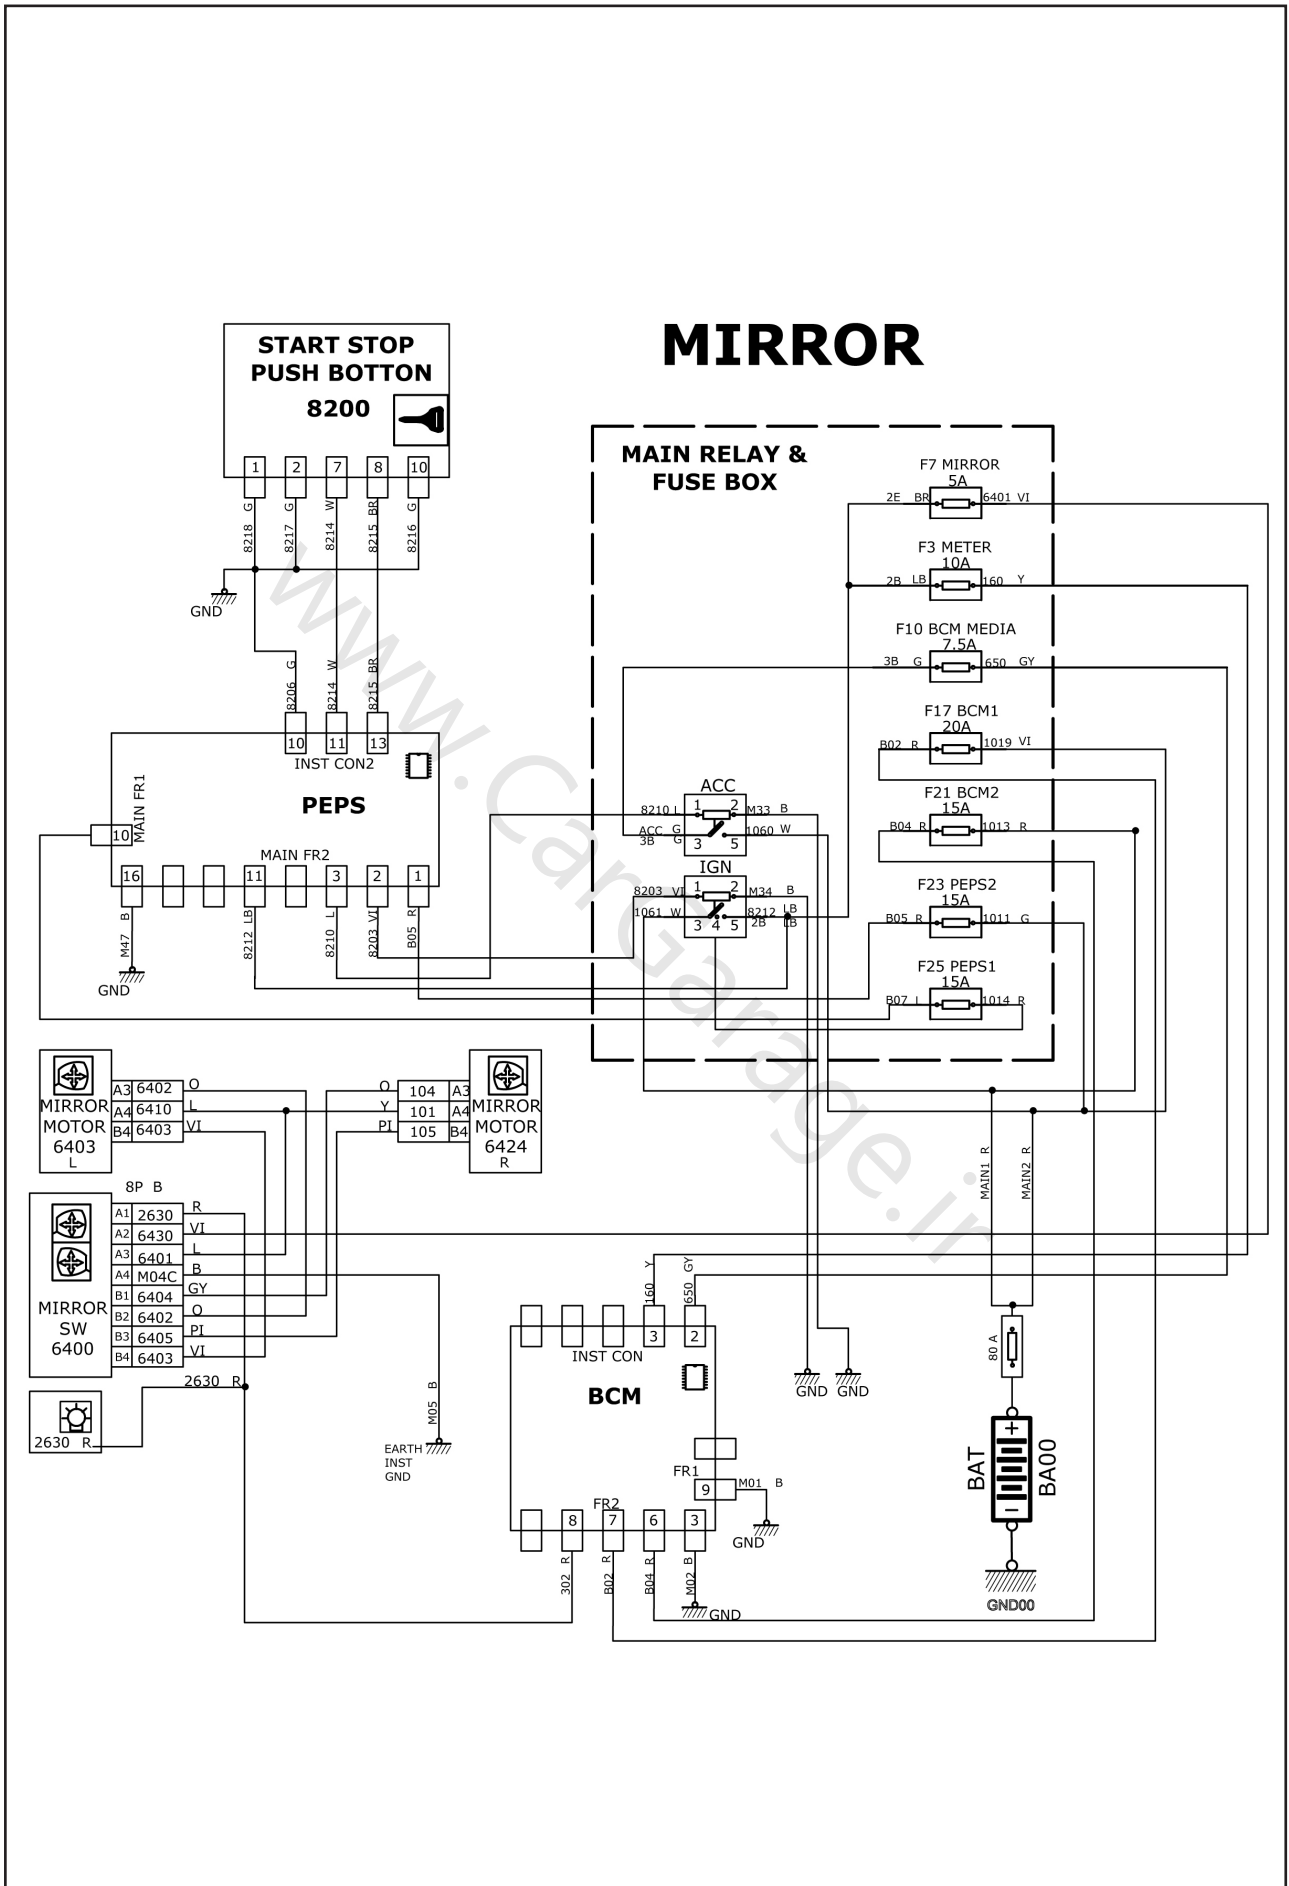 MIRROR
START STOP
PUSH BOTTON
8200
1 2 7 8 10
8218 G
8217 G
8214 W
8215 BR
8216 G
GND
8206 G
8214 W
8215 BR
10 11 13
INST CON2
PEPS
MAIN FR1
10
MAIN FR2
16 11 3 2 1
M47 B
8212 LB
8210 L
8203 VI
B05 R
GND
MAIN RELAY &
FUSE BOX
F7 MIRROR
5A
2E BR 6401 VI
F3 METER
10A
2B LB 160 Y
F10 BCM MEDIA
7.5A
3B G 650 GY
F17 BCM1
20A
B02 R 1019 VI
F21 BCM2
15A
B04 R 1013 R
F23 PEPS2
15A
B05 R 1011 G
F25 PEPS1
15A
B07 L 1014 R
ACC
8210 L 1 2 M33 B
ACC G 1060 W
3B G 3 5
IGN
8203 VI 1 2 M34 B
1061 W 8212 LB
3 4 5 2B LB
MIRROR
MOTOR
6403
L
A3 6402 O
A4 6410 L
B4 6403 VI
O 104 A3
Y 101 A4
PI 105 B4
MIRROR
MOTOR
6424
R
8P B
A1 2630 R
A2 6430 VI
A3 6401 L
A4 M04C B
B1 6404 GY
B2 6402 O
B3 6405 PI
B4 6403 VI
MIRROR
SW
6400
2630 R
2630 R
M05 B
EARTH
INST
GND
160 Y
650 GY
3 2
INST CON
BCM
FR1
9 M01 B
GND
FR2
8 7 6 3
302 R
B02 R
B04 R
M02 B
GND
GND GND
MAIN1 R
MAIN2 R
80 A
BAT
BA00
+
−
GND00
www.CarGarage.ir